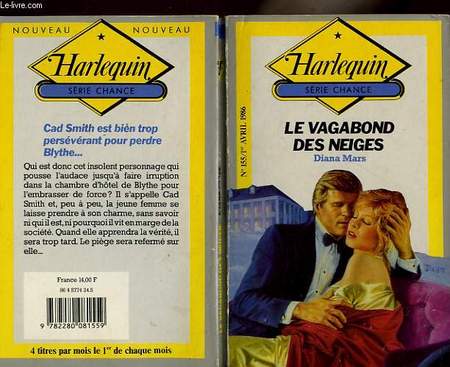 © Le-livre.com
NOUVEAU NOUVEAU
Harlequin
SÉRIE CHANCE
Cad Smith est bien trop
persévérant pour perdre
Blythe...
Qui est donc cet insolent personnage qui
pousse l'audace jusqu'à faire irruption
dans la chambre d'hôtel de Blythe pour
l'embrasser de force? Il s'appelle Cad
Smith et, peu à peu, la jeune femme se
laisse prendre à son charme, sans savoir
ni qui il est, ni pourquoi il vit en marge de la
société. Quand elle apprendra la vérité, il
sera trop tard. Le piège sera refermé sur
elle...
France 14,00 F
9 782280 081559
4 titres par mois le 1er de chaque mois
Harlequin
SÉRIE CHANCE
N° 155/1er AVRIL 1986
LE VAGABOND
DES NEIGES
Diana Mars